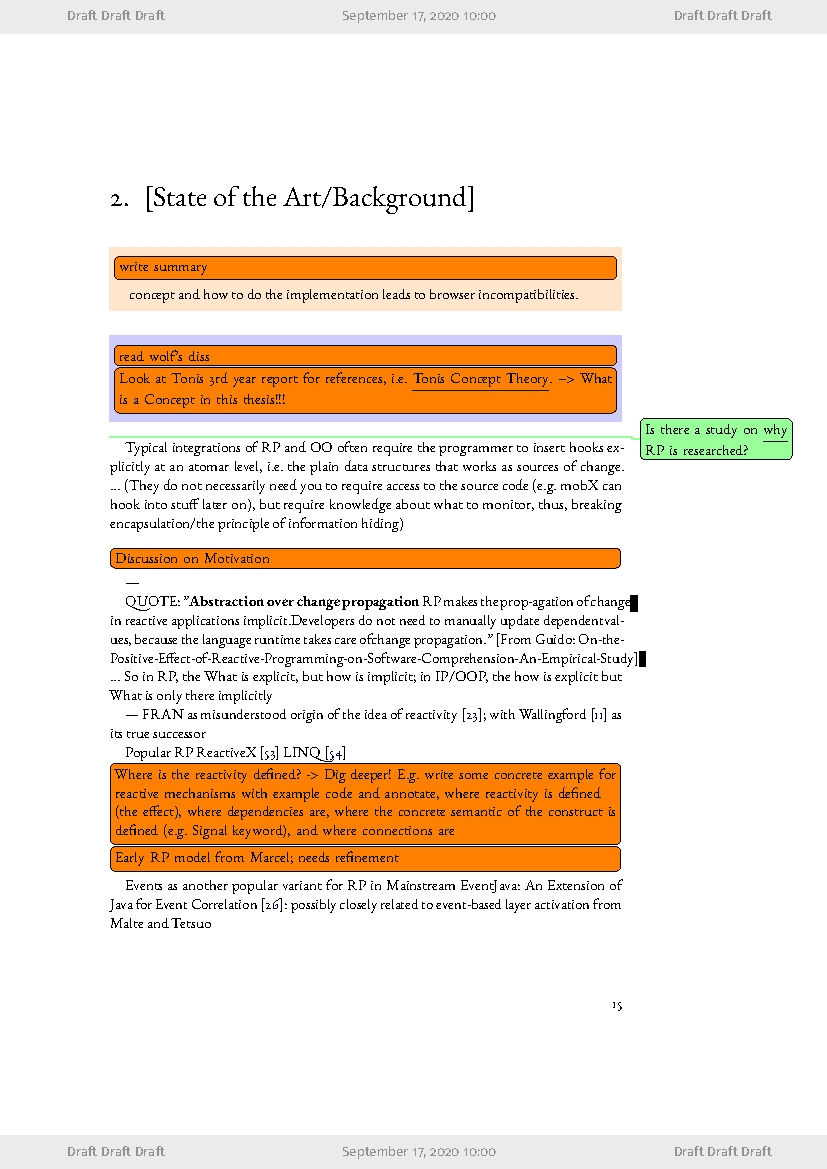 Draft Draft Draft September 17, 2020 10:00 Draft Draft Draft
2. [State of the Art/Background]
write summary
concept and how to do the implementation leads to browser incompatibilities.
read wolf's diss
Look at Tonis 3rd year report for references, i.e. Tonis Concept Theory. –> What
is a Concept in this thesis!!!
Is there a study on why
RP is researched?
Typical integrations of RP and OO often require the programmer to insert hooks ex-
plicitly at an atomar level, i.e. the plain data structures that works as sources of change.
... (They do not necessarily need you to require access to the source code (e.g. mobX can
hook into stuff later on), but require knowledge about what to monitor, thus, breaking
encapsulation/the principle of information hiding)
Discussion on Motivation
—
QUOTE: ”Abstraction over change propagation RP makes the prop-agation of change
in reactive applications implicit.Developers do not need to manually update dependent val-
ues, because the language runtime takes care ofchange propagation.” [From Guido: On-the-
Positive-Effect-of-Reactive-Programming-on-Software-Comprehension-An-Empirical-Study]
... So in RP, the What is explicit, but how is implicit; in IP/OOP, the how is explicit but
What is only there implicitly
— FRAN as misunderstood origin of the idea of reactivity [23]; with Wallingford [11] as
its true successor
Popular RP ReactiveX [53] LINQ [54]
Where is the reactivity defined? -> Dig deeper! E.g. write some concrete example for
reactive mechanisms with example code and annotate, where reactivity is defined
(the effect), where dependencies are, where the concrete semantic of the construct is
defined (e.g. Signal keyword), and where connections are
Early RP model from Marcel; needs refinement
Events as another popular variant for RP in Mainstream EventJava: An Extension of
Java for Event Correlation [26]: possibly closely related to event-based layer activation from
Malte and Tetsuo
15
Draft Draft Draft September 17, 2020 10:00 Draft Draft Draft